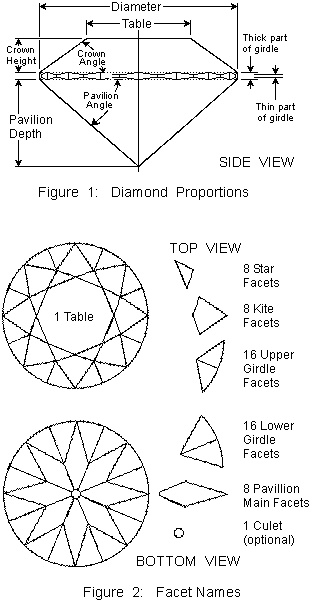 Diameter
Table
Crown
Height
Crown
Angle
Thick part
of girdle
Pavilion
Angle
Pavilion
Depth
Thin part
of girdle
SIDE VIEW
Figure 1: Diamond Proportions
TOP VIEW
1 Table
8 Star
Facets
8 Kite
Facets
16 Upper
Girdle
Facets
16 Lower
Girdle
Facets
8 Pavillion
Main Facets
1 Culet
(optional)
BOTTOM VIEW
Figure 2: Facet Names